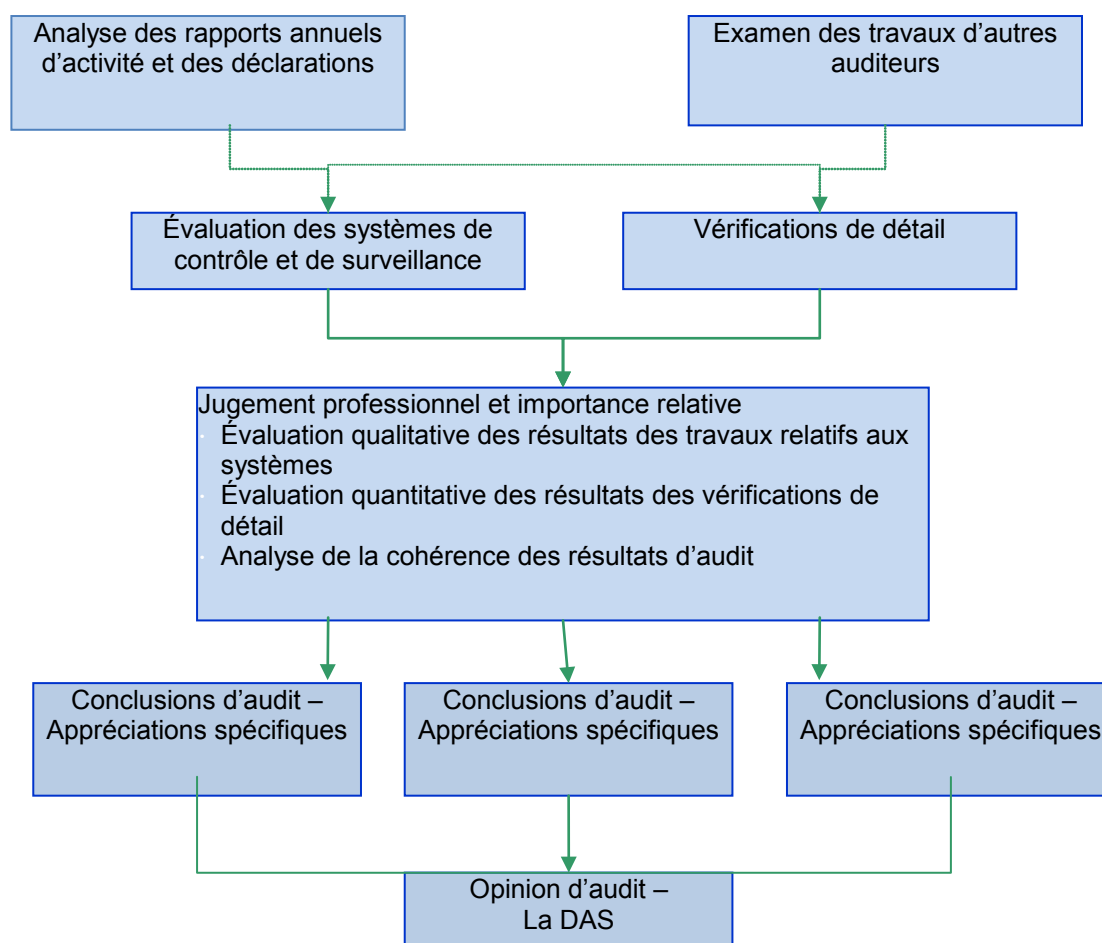 Analyse des rapports annuels
d’activité et des déclarations
Examen des travaux d’autres
auditeurs
Évaluation des systèmes de
contrôle et de surveillance
Vérifications de détail
Jugement professionnel et importance relative
· Évaluation qualitative des résultats des travaux relatifs aux
systèmes
· Évaluation quantitative des résultats des vérifications de
détail
· Analyse de la cohérence des résultats d’audit
Conclusions d’audit –
Appréciations spécifiques
Conclusions d’audit –
Appréciations spécifiques
Conclusions d’audit –
Appréciations spécifiques
Opinion d’audit –
La DAS